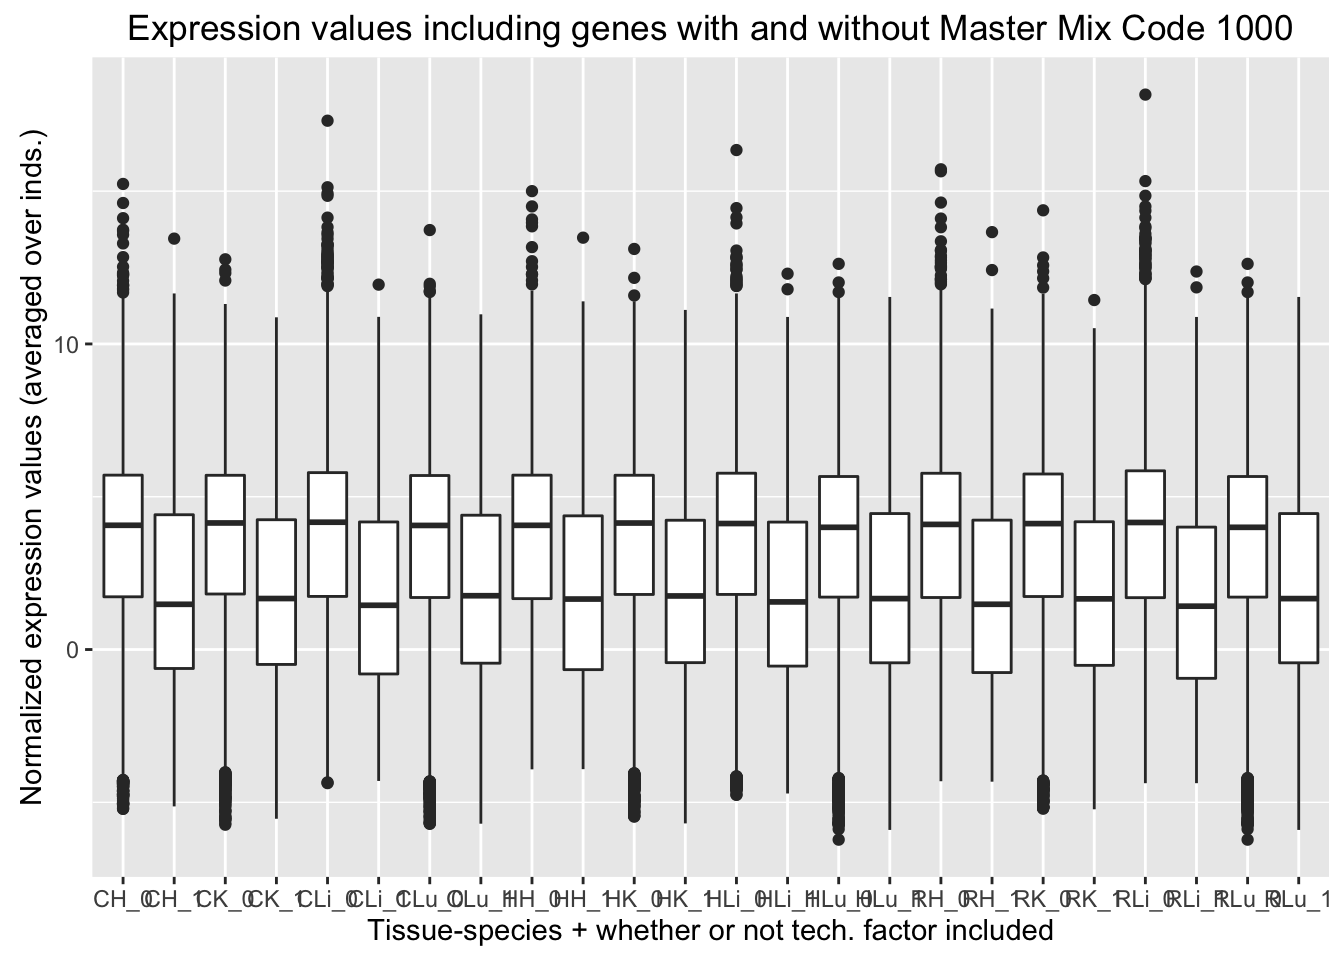 Expression values including genes with and without Master Mix Code 1000
Normalized expression values (averaged over inds.)
10
0
CH_0 CH_1 CK_0 CK_1 CLi_0 CLi_1 CLu_0 CLu_1 HH_0 HH_1 HK_0 HK_1 HLi_0 HLi_1 HLu_0 HLu_1 RH_0 RH_1 RK_0 RK_1 RLi_0 RLi_1 RLu_0 RLu_1
Tissue-species + whether or not tech. factor included